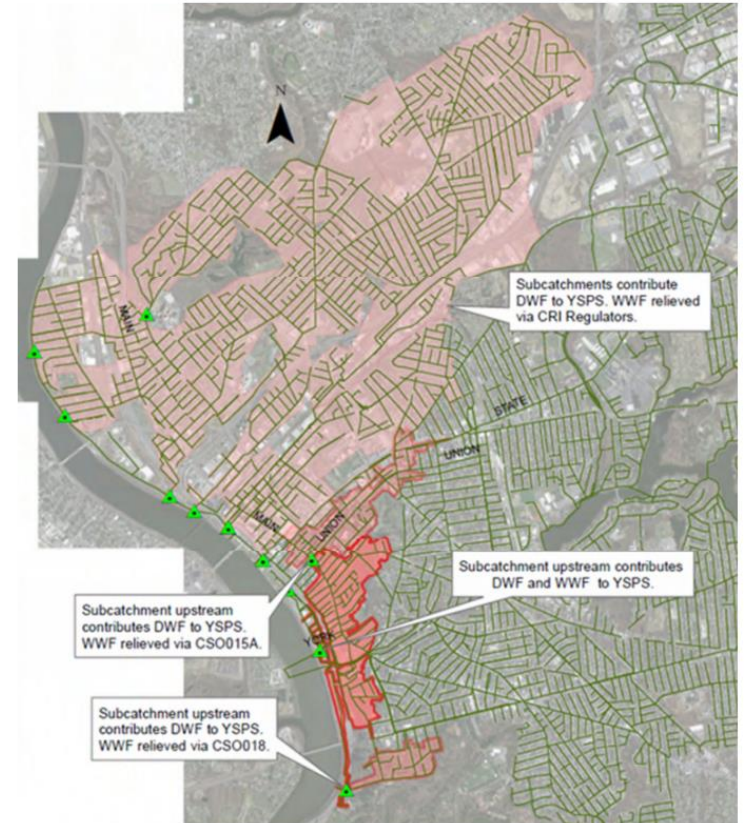 N
Subcatchments contribute
DWF to YSPS. WWF relieved
via CRI Regulators.
MAIN
STATE
UNION
MAIN
UNION
Subcatchment upstream contributes
DWF and WWF to YSPS.
Subcatchment upstream
contributes DWF to YSPS.
WWF relieved via CSO015A.
YORK
Subcatchment upstream
contributes DWF to YSPS.
WWF relieved via CSO018.